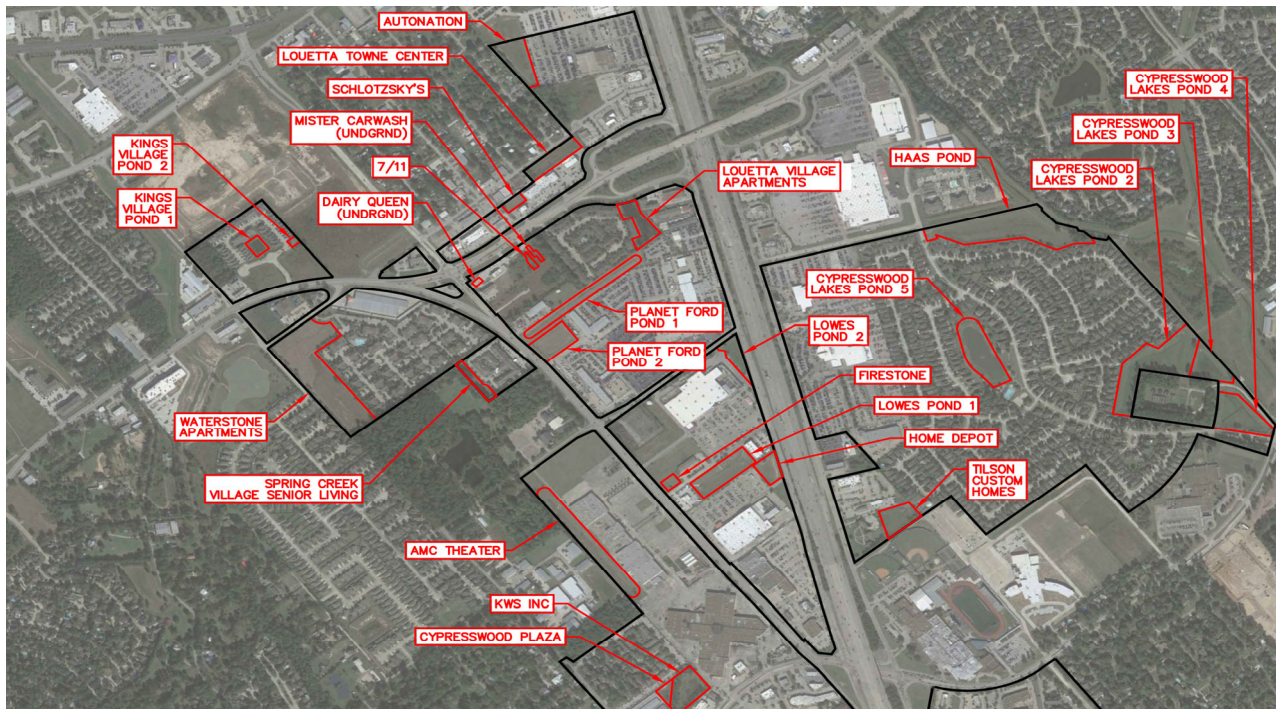 AUTONATION
LOUETTA TOWNE CENTER
SCHLOTZSKY'S
MISTER CARWASH
(UNDGRND)
7/11
DAIRY QUEEN
(UNDRGND)
KINGS
VILLAGE
POND 2
KINGS
VILLAGE
POND 1
LOUETTA VILLAGE
APARTMENTS
HAAS POND
CYPRESSWOOD
LAKES POND 4
CYPRESSWOOD
LAKES POND 3
CYPRESSWOOD
LAKES POND 2
CYPRESSWOOD
LAKES POND 5
PLANET FORD
POND 1
PLANET FORD
POND 2
LOWES
POND 2
FIRESTONE
LOWES POND 1
HOME DEPOT
TILSON
CUSTOM
HOMES
WATERSTONE
APARTMENTS
SPRING CREEK
VILLAGE SENIOR LIVING
AMC THEATER
KWS INC
CYPRESSWOOD PLAZA